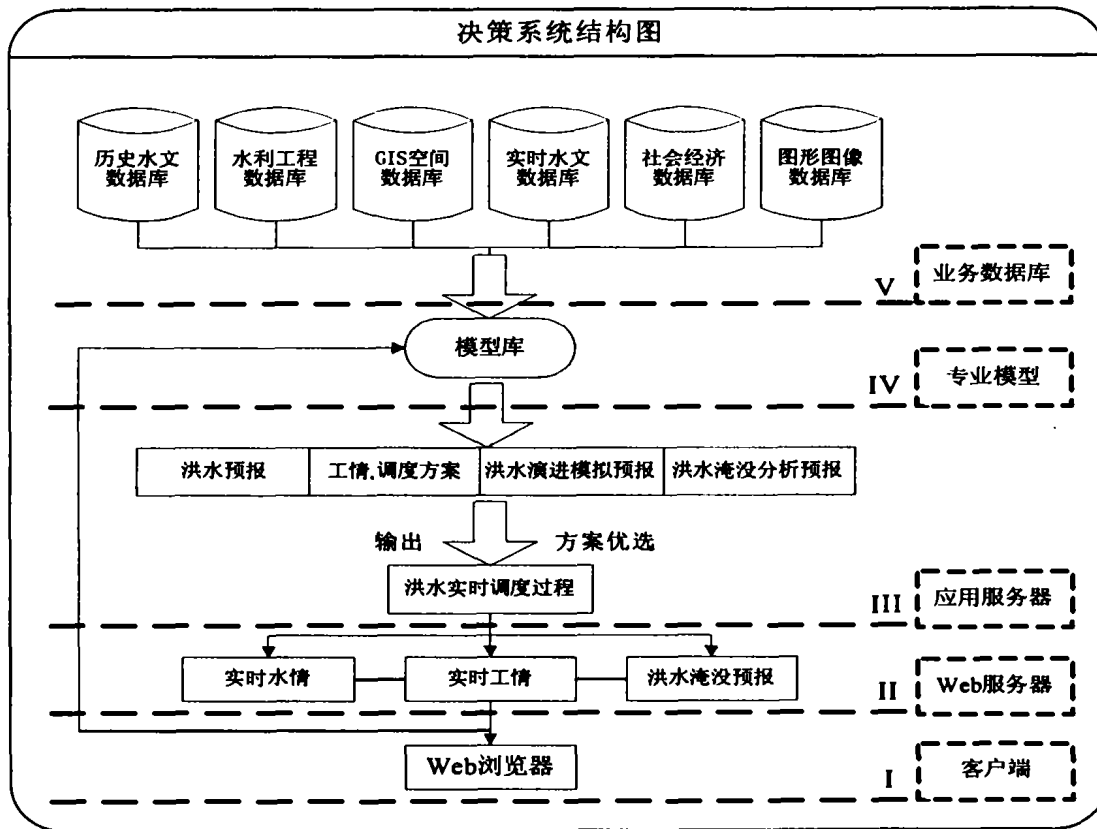 决策系统结构图
历史水文
数据库
水利工程
数据库
GIS空间
数据库
实时水文
数据库
社会经济
数据库
图形图像
数据库
V
业务数据库
模型库
IV
专业模型
洪水预报
工情,调度方案
洪水演进模拟预报
洪水淹没分析预报
输出
方案优选
洪水实时调度过程
III
应用服务器
实时水情
实时工情
洪水淹没预报
II
Web服务器
Web浏览器
I
客户端